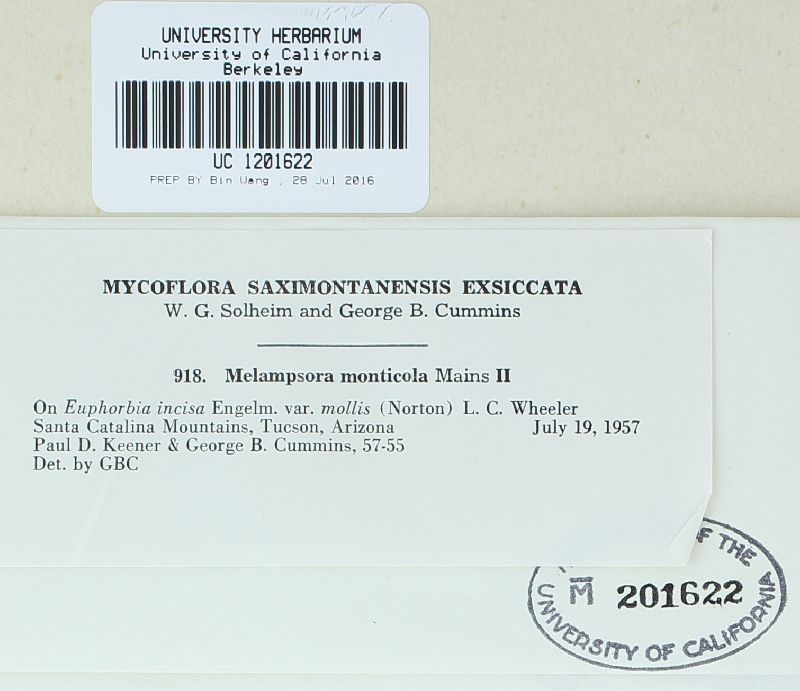 UNIVERSITY HERBARIUM
University of California
Berkeley
UC 1201622
PREP BY Bin Wang , 28 Jul 2016
MYCOFLORA SAXIMONTANENSIS EXSICCATA
W. G. Solheim and George B. Cummins
918. Melampsora monticola Mains II
On Euphorbia incisa Engelm. var. mollis (Norton) L. C. Wheeler
Santa Catalina Mountains, Tucson, Arizona July 19, 1957
Paul D. Keener & George B. Cummins, 57-55
Det. by GBC
OF THE
M 201622
UNIVERSITY OF CALIFORNIA